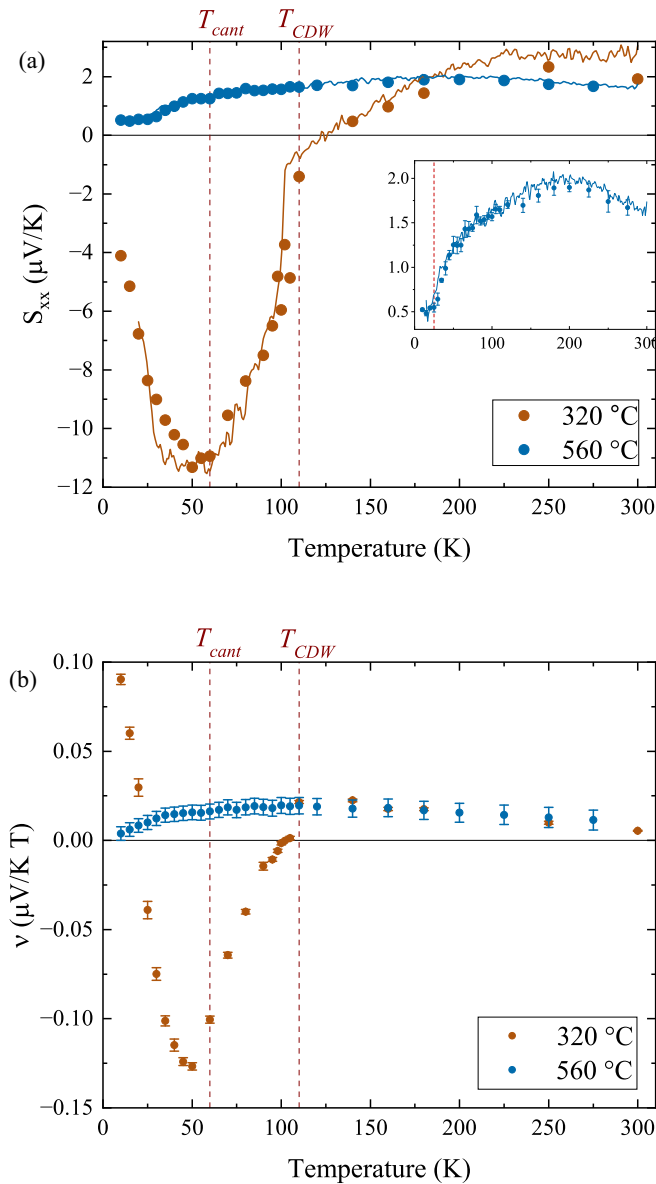 T_cant T_CDW
(a)
S_xx (μV/K)
4
2
0
−2
−4
−6
−8
−10
−12
2.0
1.5
1.0
0.5
0 100 200 300
320 °C
560 °C
0 50 100 150 200 250 300
Temperature (K)
T_cant T_CDW
(b)
ν (μV/K T)
0.10
0.05
0.00
−0.05
−0.10
−0.15
320 °C
560 °C
0 50 100 150 200 250 300
Temperature (K)